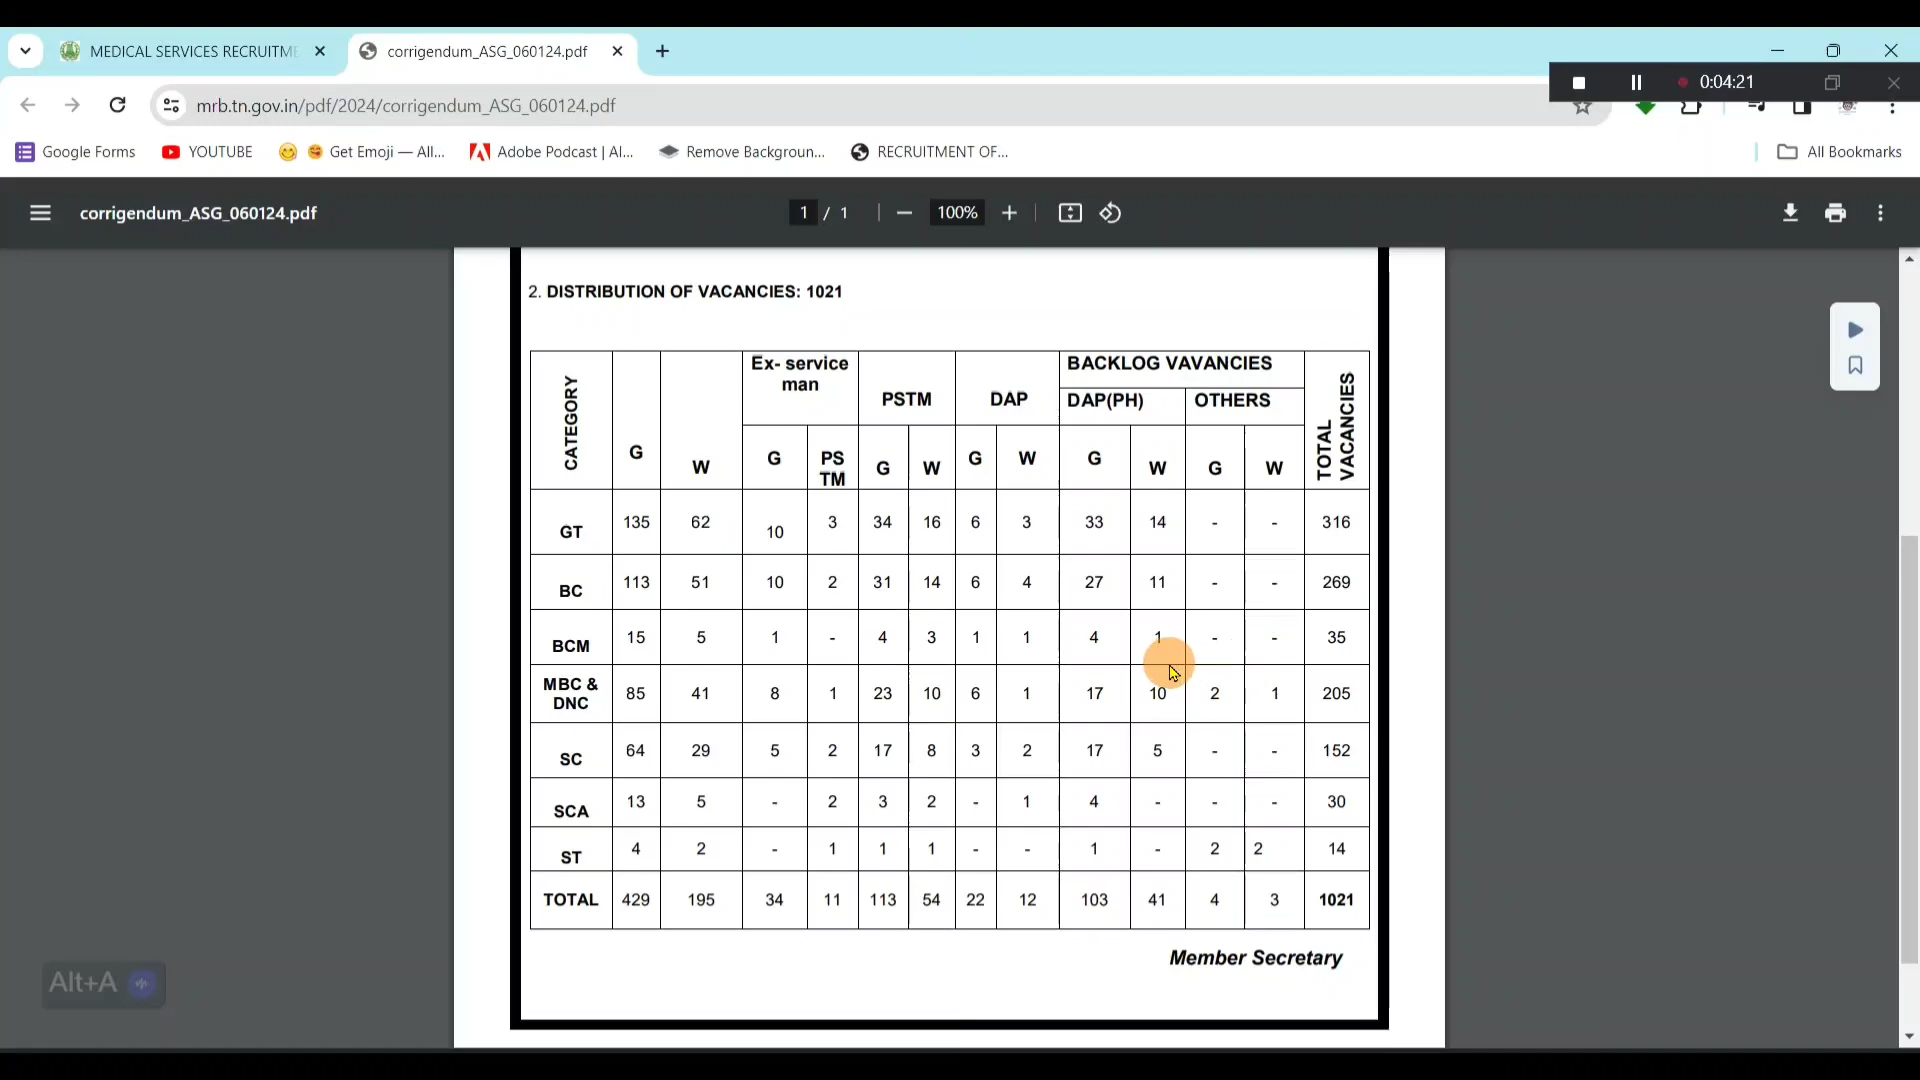 MEDICAL SERVICES RECRUITME
corrigendum_ASG_060124.pdf
0:04:21
mrb.tn.gov.in/pdf/2024/corrigendum_ASG_060124.pdf
Google Forms YOUTUBE Get Emoji — All... Adobe Podcast | AI... Remove Backgroun... RECRUITMENT OF... All Bookmarks
corrigendum_ASG_060124.pdf 1 / 1 100%
2. DISTRIBUTION OF VACANCIES: 1021
CATEGORY G W Ex- service man PSTM DAP BACKLOG VAVANCIES TOTAL VACANCIES
DAP(PH) OTHERS
G PS TM G W G W G W G W
GT 135 62 10 3 34 16 6 3 33 14 - - 316
BC 113 51 10 2 31 14 6 4 27 11 - - 269
BCM 15 5 1 - 4 3 1 1 4 1 - - 35
MBC & DNC 85 41 8 1 23 10 6 1 17 10 2 1 205
SC 64 29 5 2 17 8 3 2 17 5 - - 152
SCA 13 5 - 2 3 2 - 1 4 - - - 30
ST 4 2 - 1 1 1 - - 1 - 2 2 14
TOTAL 429 195 34 11 113 54 22 12 103 41 4 3 1021
Member Secretary
Alt+A